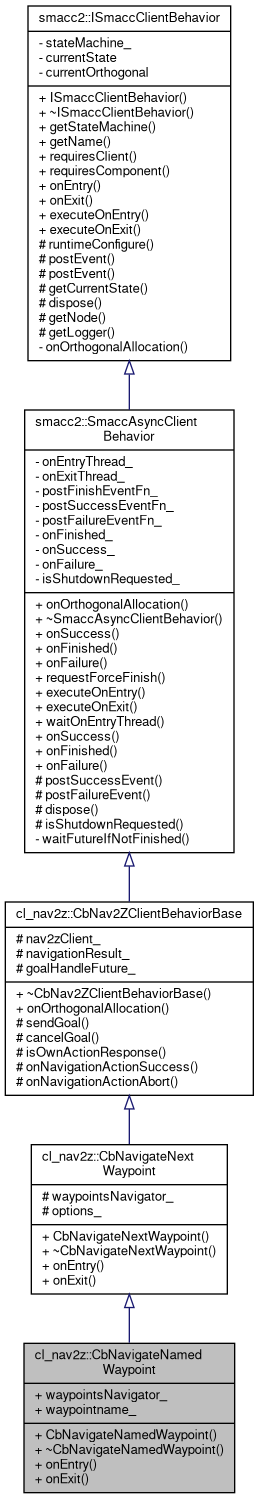 smacc2::ISmaccClientBehavior
- stateMachine_
- currentState
- currentOrthogonal
+ ISmaccClientBehavior()
+ ~ISmaccClientBehavior()
+ getStateMachine()
+ getName()
+ requiresClient()
+ requiresComponent()
+ onEntry()
+ onExit()
+ executeOnEntry()
+ executeOnExit()
# runtimeConfigure()
# postEvent()
# postEvent()
# getCurrentState()
# dispose()
# getNode()
# getLogger()
- onOrthogonalAllocation()
smacc2::SmaccAsyncClient
Behavior
- onEntryThread_
- onExitThread_
- postFinishEventFn_
- postSuccessEventFn_
- postFailureEventFn_
- onFinished_
- onSuccess_
- onFailure_
- isShutdownRequested_
+ onOrthogonalAllocation()
+ ~SmaccAsyncClientBehavior()
+ onSuccess()
+ onFinished()
+ onFailure()
+ requestForceFinish()
+ executeOnEntry()
+ executeOnExit()
+ waitOnEntryThread()
+ onSuccess()
+ onFinished()
+ onFailure()
# postSuccessEvent()
# postFailureEvent()
# dispose()
# isShutdownRequested()
- waitFutureIfNotFinished()
cl_nav2z::CbNav2ZClientBehaviorBase
# nav2zClient_
# navigationResult_
# goalHandleFuture_
+ ~CbNav2ZClientBehaviorBase()
+ onOrthogonalAllocation()
# sendGoal()
# cancelGoal()
# isOwnActionResponse()
# onNavigationActionSuccess()
# onNavigationActionAbort()
cl_nav2z::CbNavigateNext
Waypoint
# waypointsNavigator_
# options_
+ CbNavigateNextWaypoint()
+ ~CbNavigateNextWaypoint()
+ onEntry()
+ onExit()
cl_nav2z::CbNavigateNamed
Waypoint
+ waypointsNavigator_
+ waypointname_
+ CbNavigateNamedWaypoint()
+ ~CbNavigateNamedWaypoint()
+ onEntry()
+ onExit()